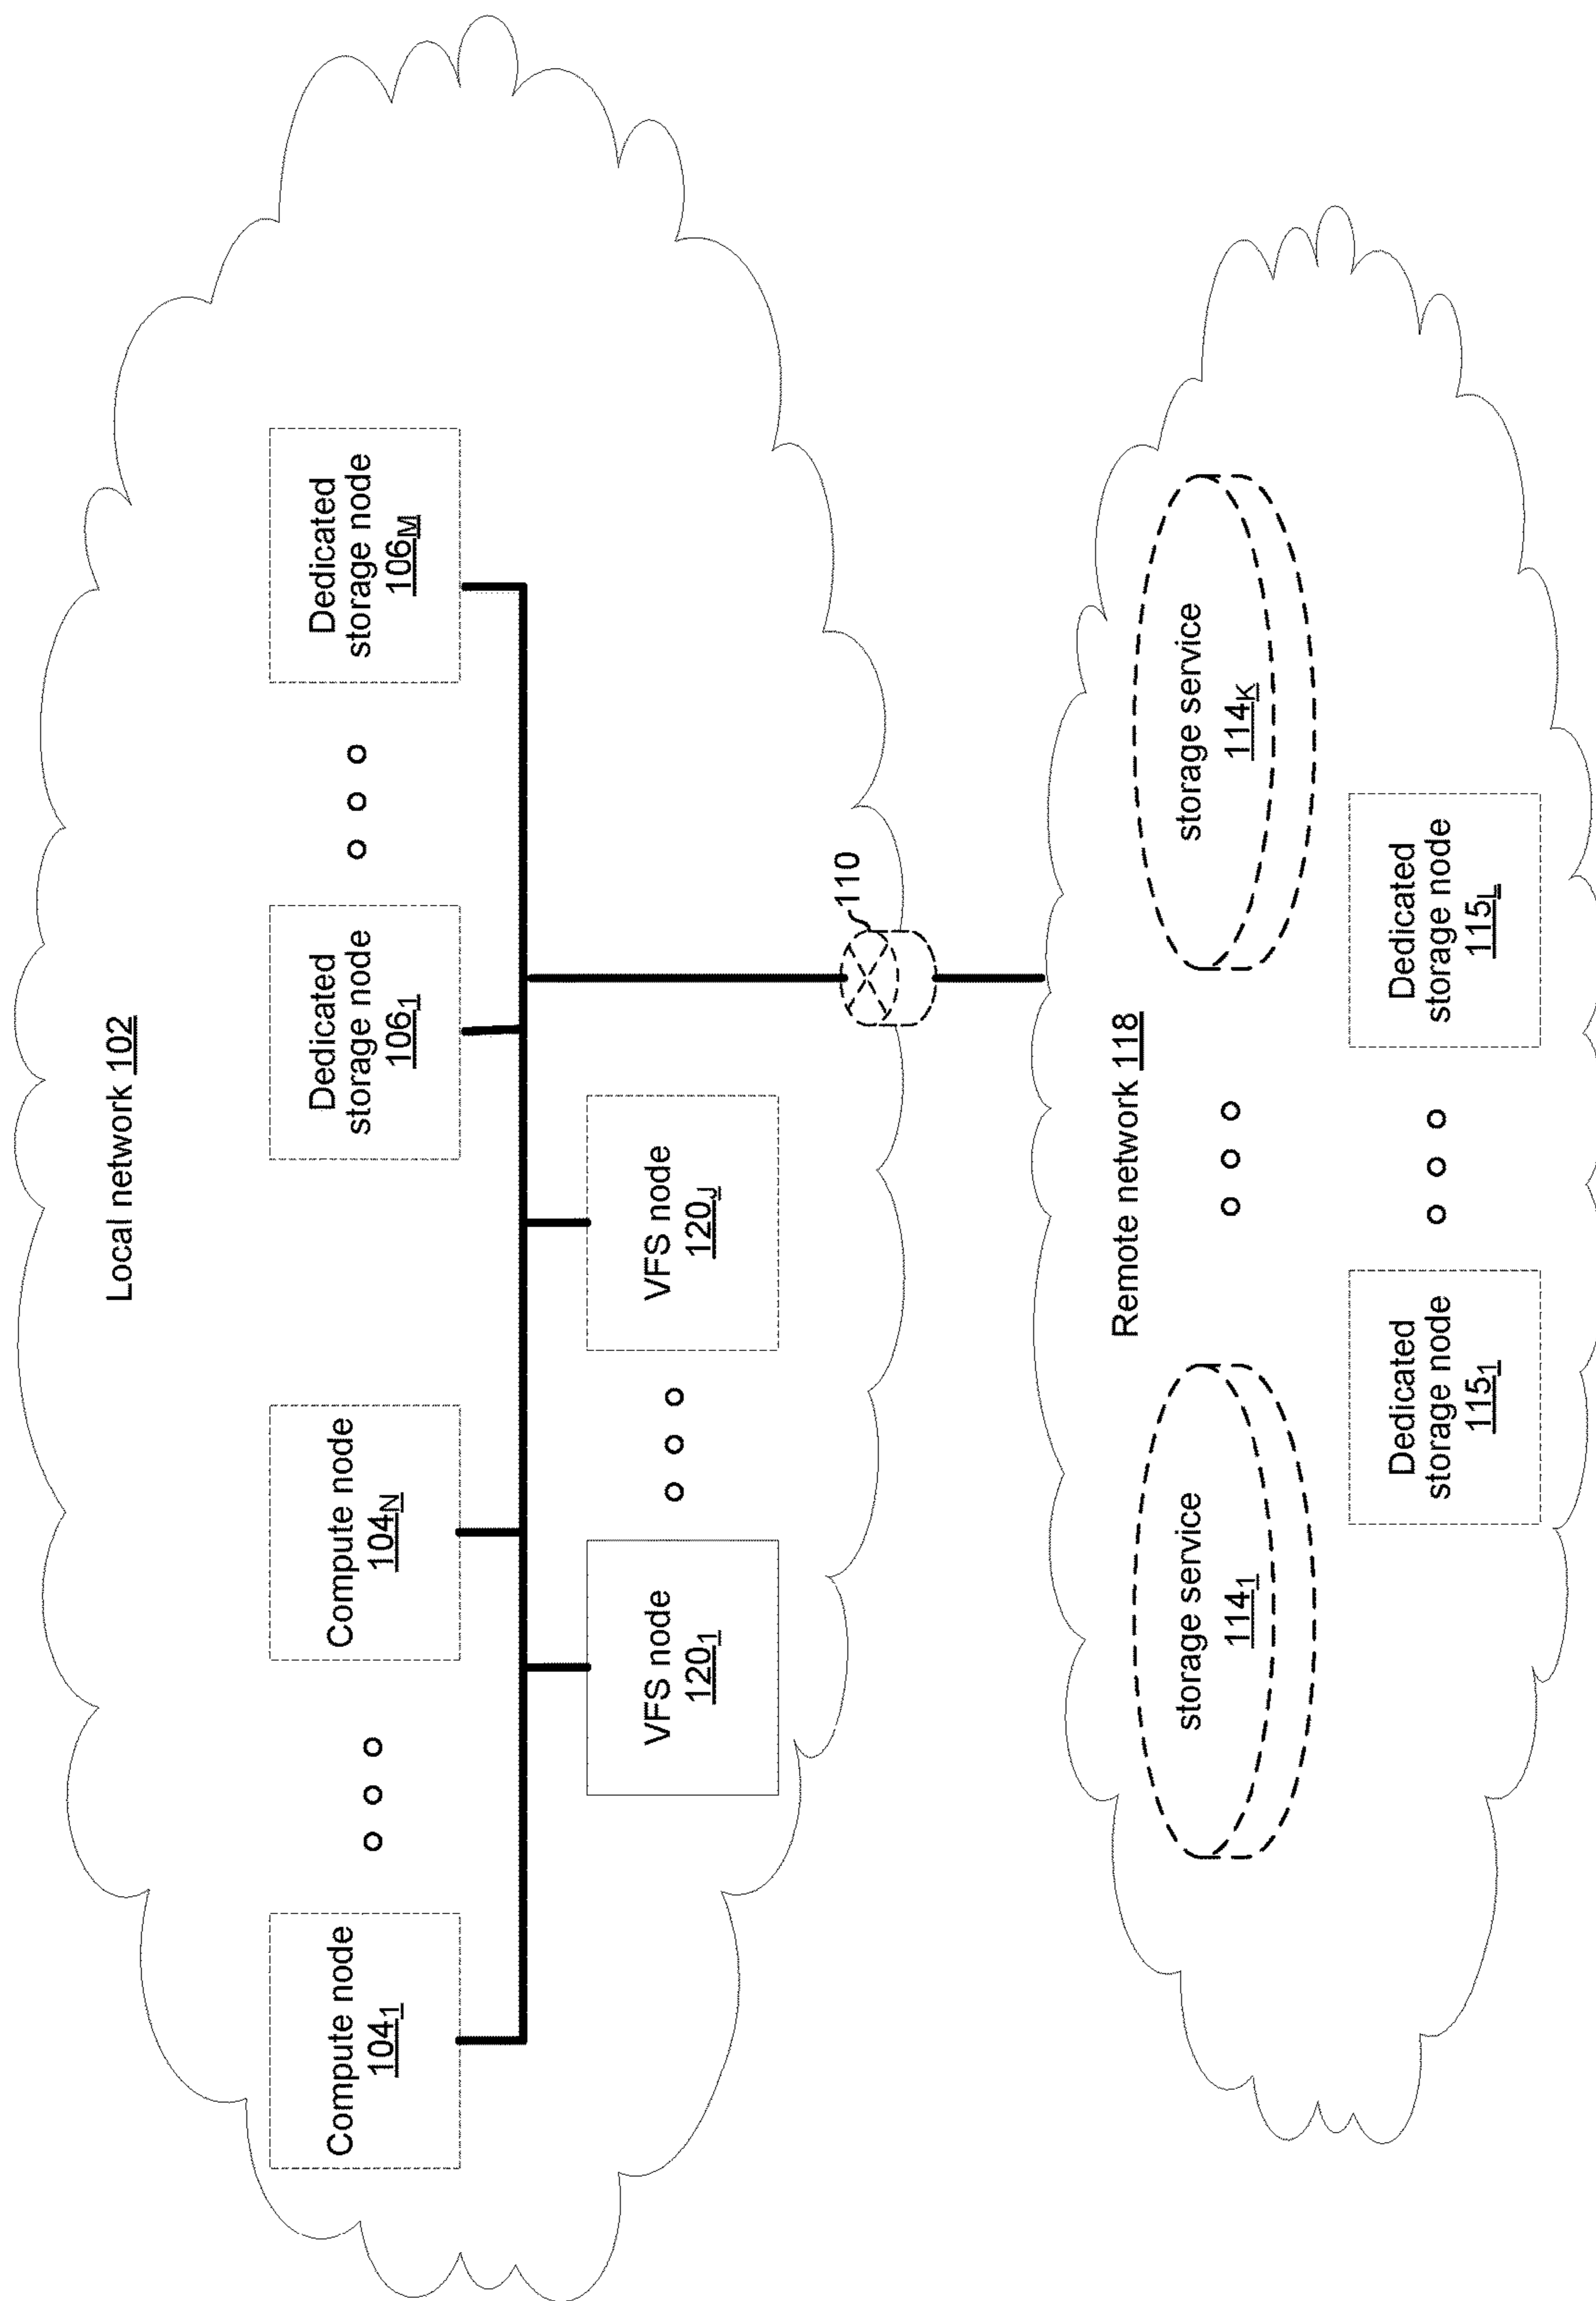 Local network 102
Compute node
104₁
Compute node
104N
Dedicated
storage node
106₁
Dedicated
storage node
106M
VFS node
120₁
VFS node
120J
110
Remote network 118
storage service
114₁
storage service
114K
Dedicated
storage node
115₁
Dedicated
storage node
115L